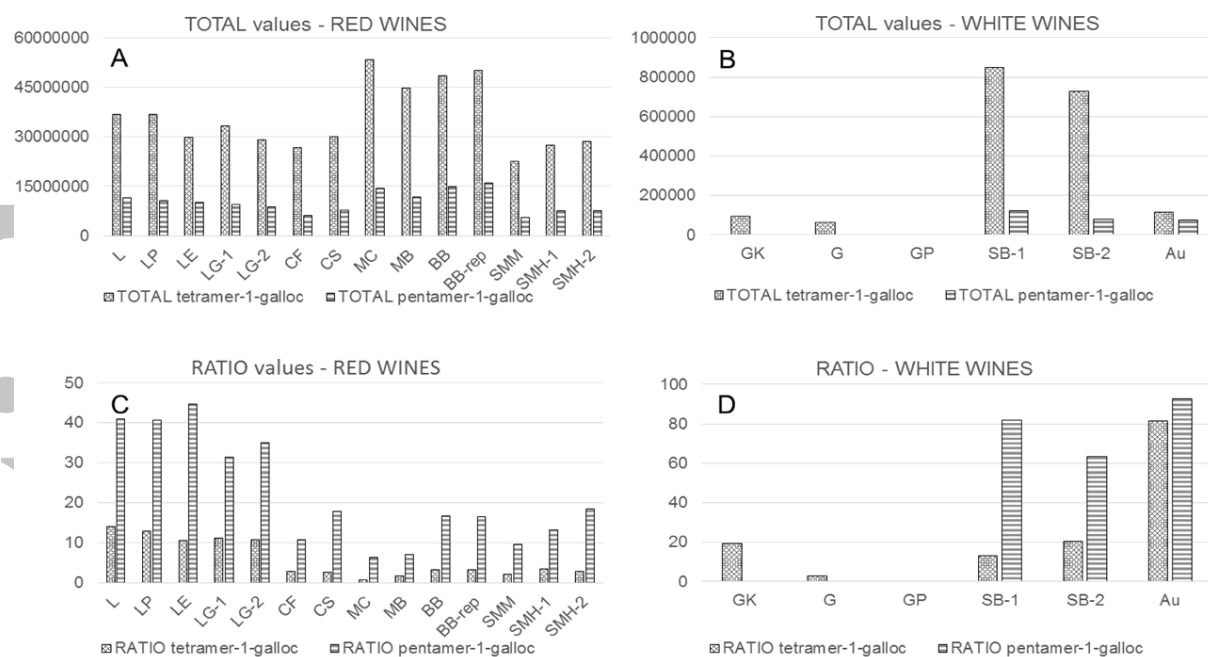 TOTAL values - RED WINES
A
60000000
45000000
30000000
15000000
0
L LP LE LG-1 LG-2 CF CS MC MB BB BB-rep SMM SMH-1 SMH-2
TOTAL tetramer-1-galloc TOTAL pentamer-1-galloc
TOTAL values - WHITE WINES
B
1000000
800000
600000
400000
200000
0
GK G GP SB-1 SB-2 Au
TOTAL tetramer-1-galloc TOTAL pentamer-1-galloc
RATIO values - RED WINES
C
50
40
30
20
10
0
L LP LE LG-1 LG-2 CF CS MC MB BB BB-rep SMM SMH-1 SMH-2
RATIO tetramer-1-galloc RATIO pentamer-1-galloc
RATIO - WHITE WINES
D
100
80
60
40
20
0
GK G GP SB-1 SB-2 Au
RATIO tetramer-1-galloc RATIO pentamer-1-galloc